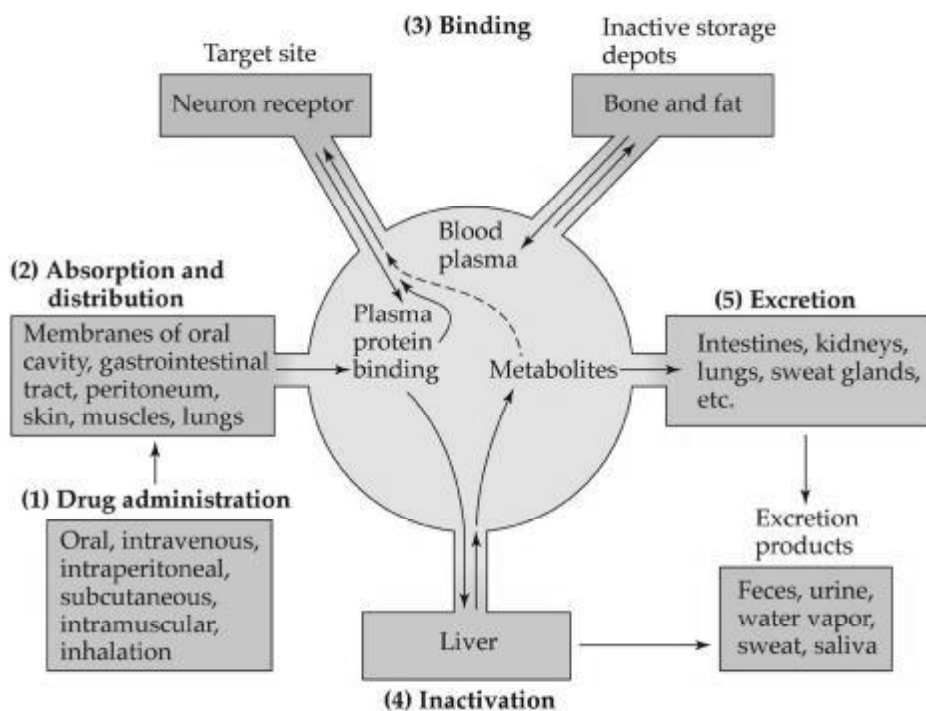 (3) Binding
Target site
Neuron receptor
Inactive storage
depots
Bone and fat
Blood
plasma
(2) Absorption and
distribution
Membranes of oral
cavity, gastrointestinal
tract, peritoneum,
skin, muscles, lungs
Plasma
protein
binding
Metabolites
(5) Excretion
Intestines, kidneys,
lungs, sweat glands,
etc.
(1) Drug administration
Oral, intravenous,
intraperitoneal,
subcutaneous,
intramuscular,
inhalation
Liver
(4) Inactivation
Excretion
products
Feces, urine,
water vapor,
sweat, saliva